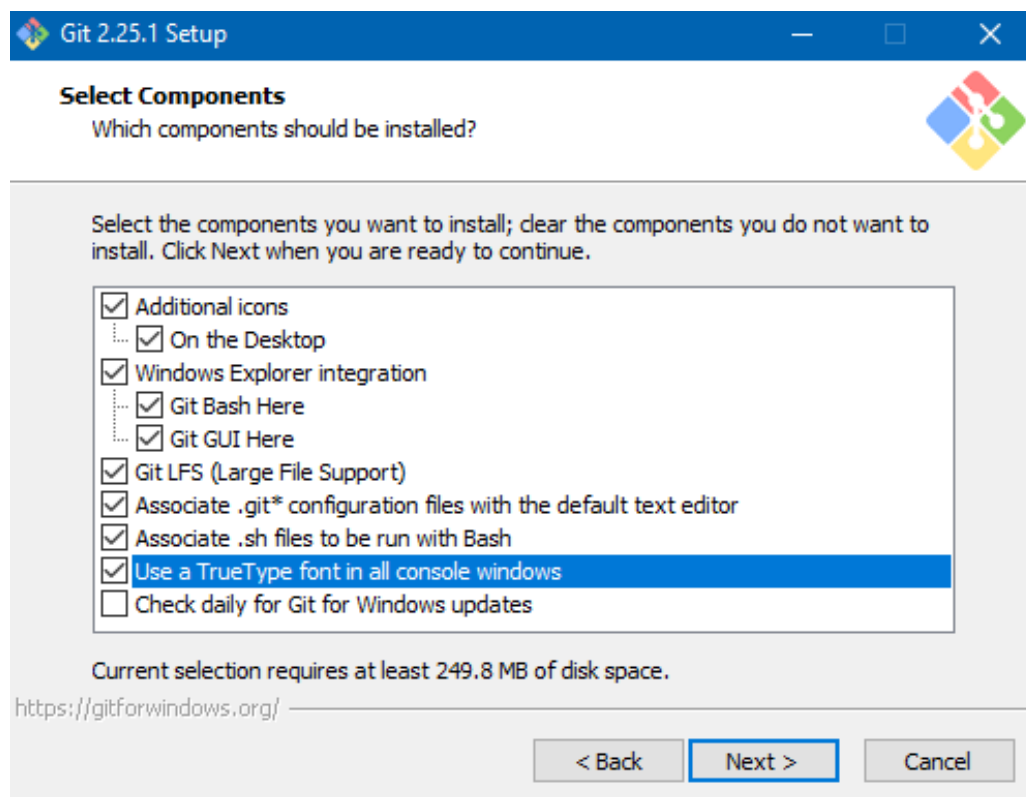 Git 2.25.1 Setup
Select Components
Which components should be installed?
Select the components you want to install; clear the components you do not want to
install. Click Next when you are ready to continue.
Additional icons
On the Desktop
Windows Explorer integration
Git Bash Here
Git GUI Here
Git LFS (Large File Support)
Associate .git* configuration files with the default text editor
Associate .sh files to be run with Bash
Use a TrueType font in all console windows
Check daily for Git for Windows updates
Current selection requires at least 249.8 MB of disk space.
https://gitforwindows.org/
< Back Next > Cancel